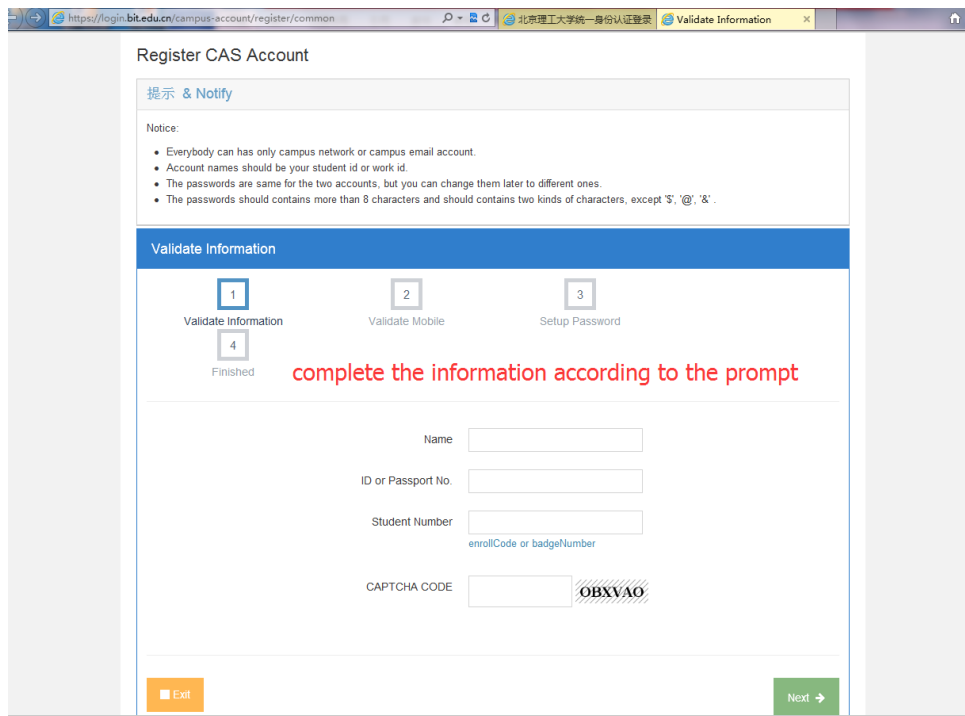 https://login.bit.edu.cn/campus-account/register/common
北京理工大学统一身份认证登录
Validate Information
Register CAS Account
提示 & Notify
Notice:
Everybody can has only campus network or campus email account.
Account names should be your student id or work id.
The passwords are same for the two accounts, but you can change them later to different ones.
The passwords should contains more than 8 characters and should contains two kinds of characters, except '$', '@', '&' .
Validate Information
1
2
3
Validate Information
Validate Mobile
Setup Password
4
Finished
complete the information according to the prompt
Name
ID or Passport No.
Student Number
enrollCode or badgeNumber
CAPTCHA CODE
OBXVAO
Exit
Next